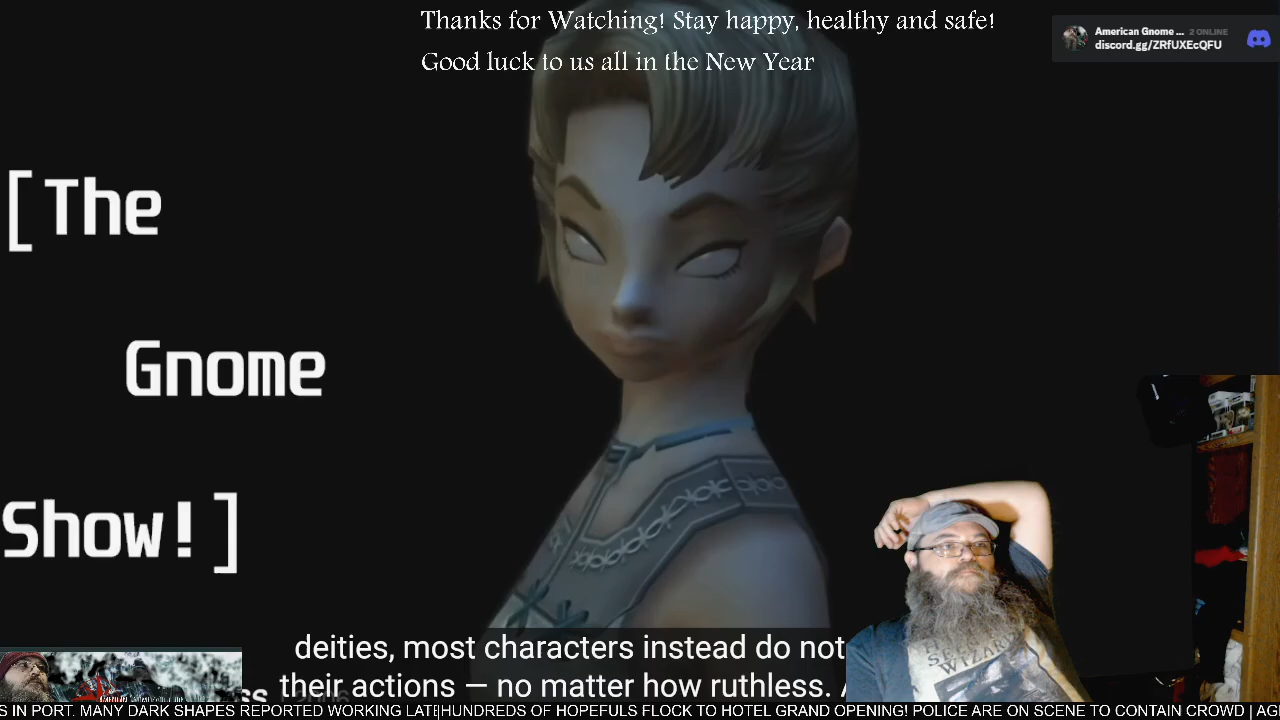 Thanks for Watching! Stay happy, healthy and safe!
Good luck to us all in the New Year
American Gnome ... 2 ONLINE
discord.gg/ZRfUXEcQFU
[The
Gnome
Show!]
deities, most characters instead do not
their actions — no matter how ruthless.
WIZARD
S IN PORT. MANY DARK SHAPES REPORTED WORKING LATE
HUNDREDS OF HOPEFULS FLOCK TO HOTEL GRAND OPENING! POLICE ARE ON SCENE TO CONTAIN CROWD | AG